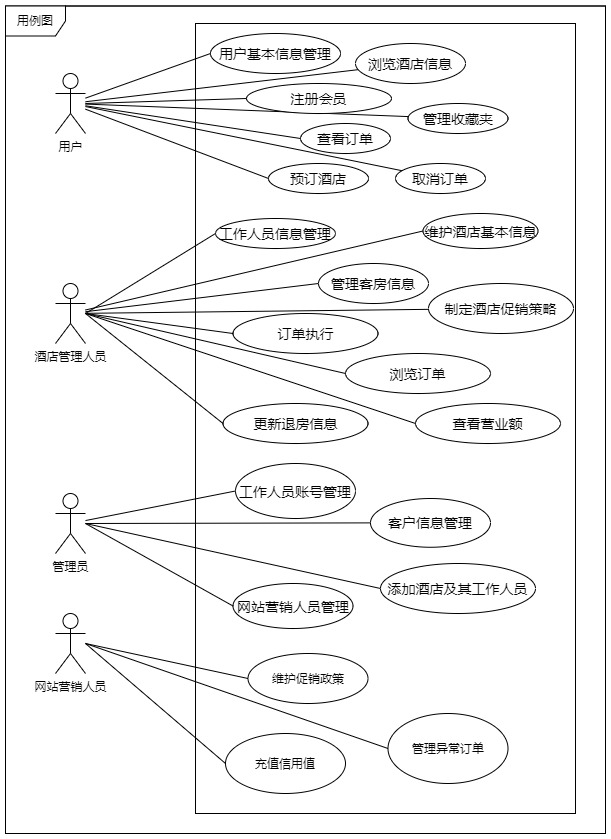 用例图
用户基本信息管理
浏览酒店信息
注册会员
管理收藏夹
查看订单
用户
预订酒店
取消订单
工作人员信息管理
维护酒店基本信息
管理客房信息
制定酒店促销策略
订单执行
酒店管理人员
浏览订单
更新退房信息
查看营业额
工作人员账号管理
客户信息管理
管理员
添加酒店及其工作人员
网站营销人员管理
网站营销人员
维护促销政策
管理异常订单
充值信用值